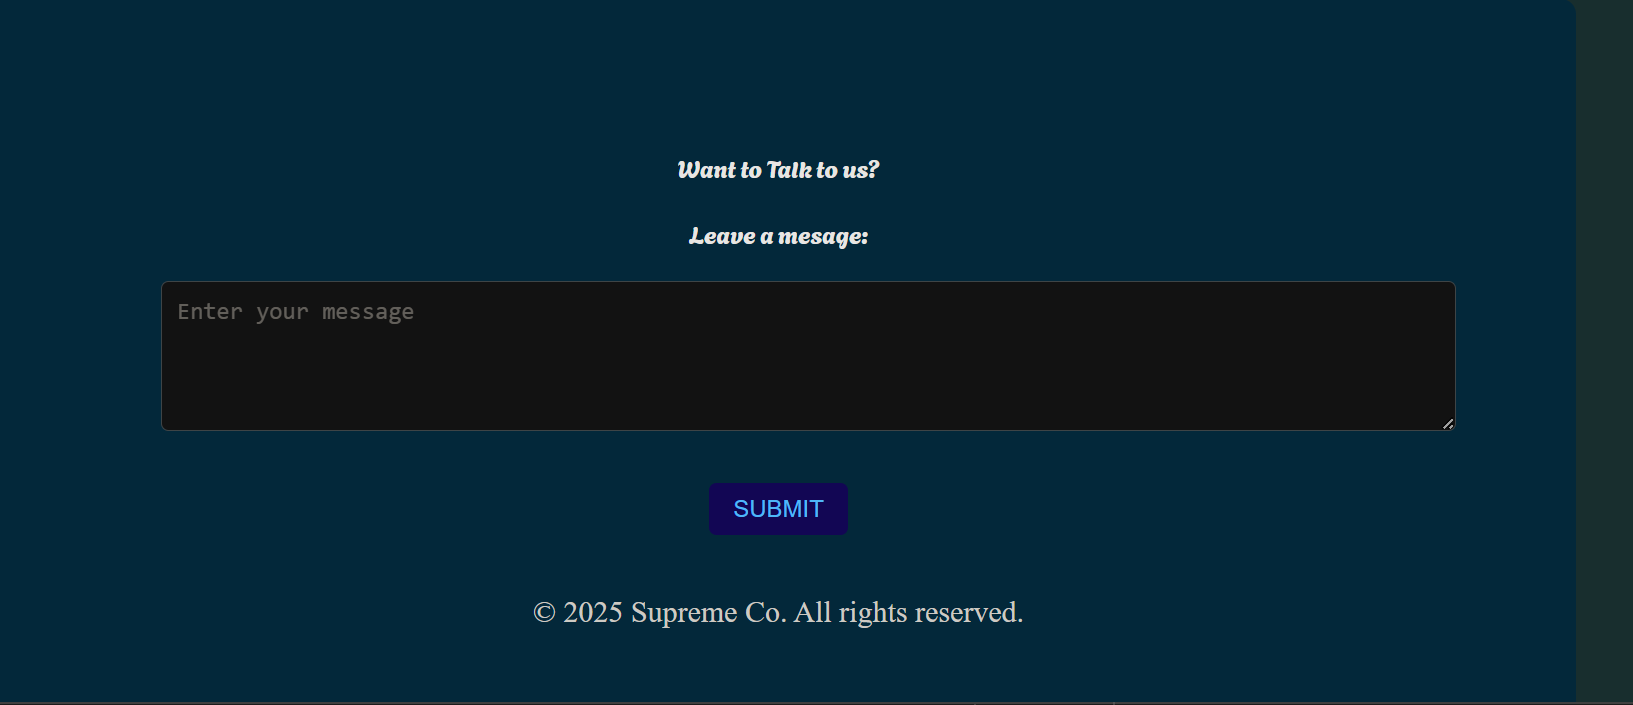 Want to Talk to us?
Leave a mesage:
Enter your message
SUBMIT
© 2025 Supreme Co. All rights reserved.